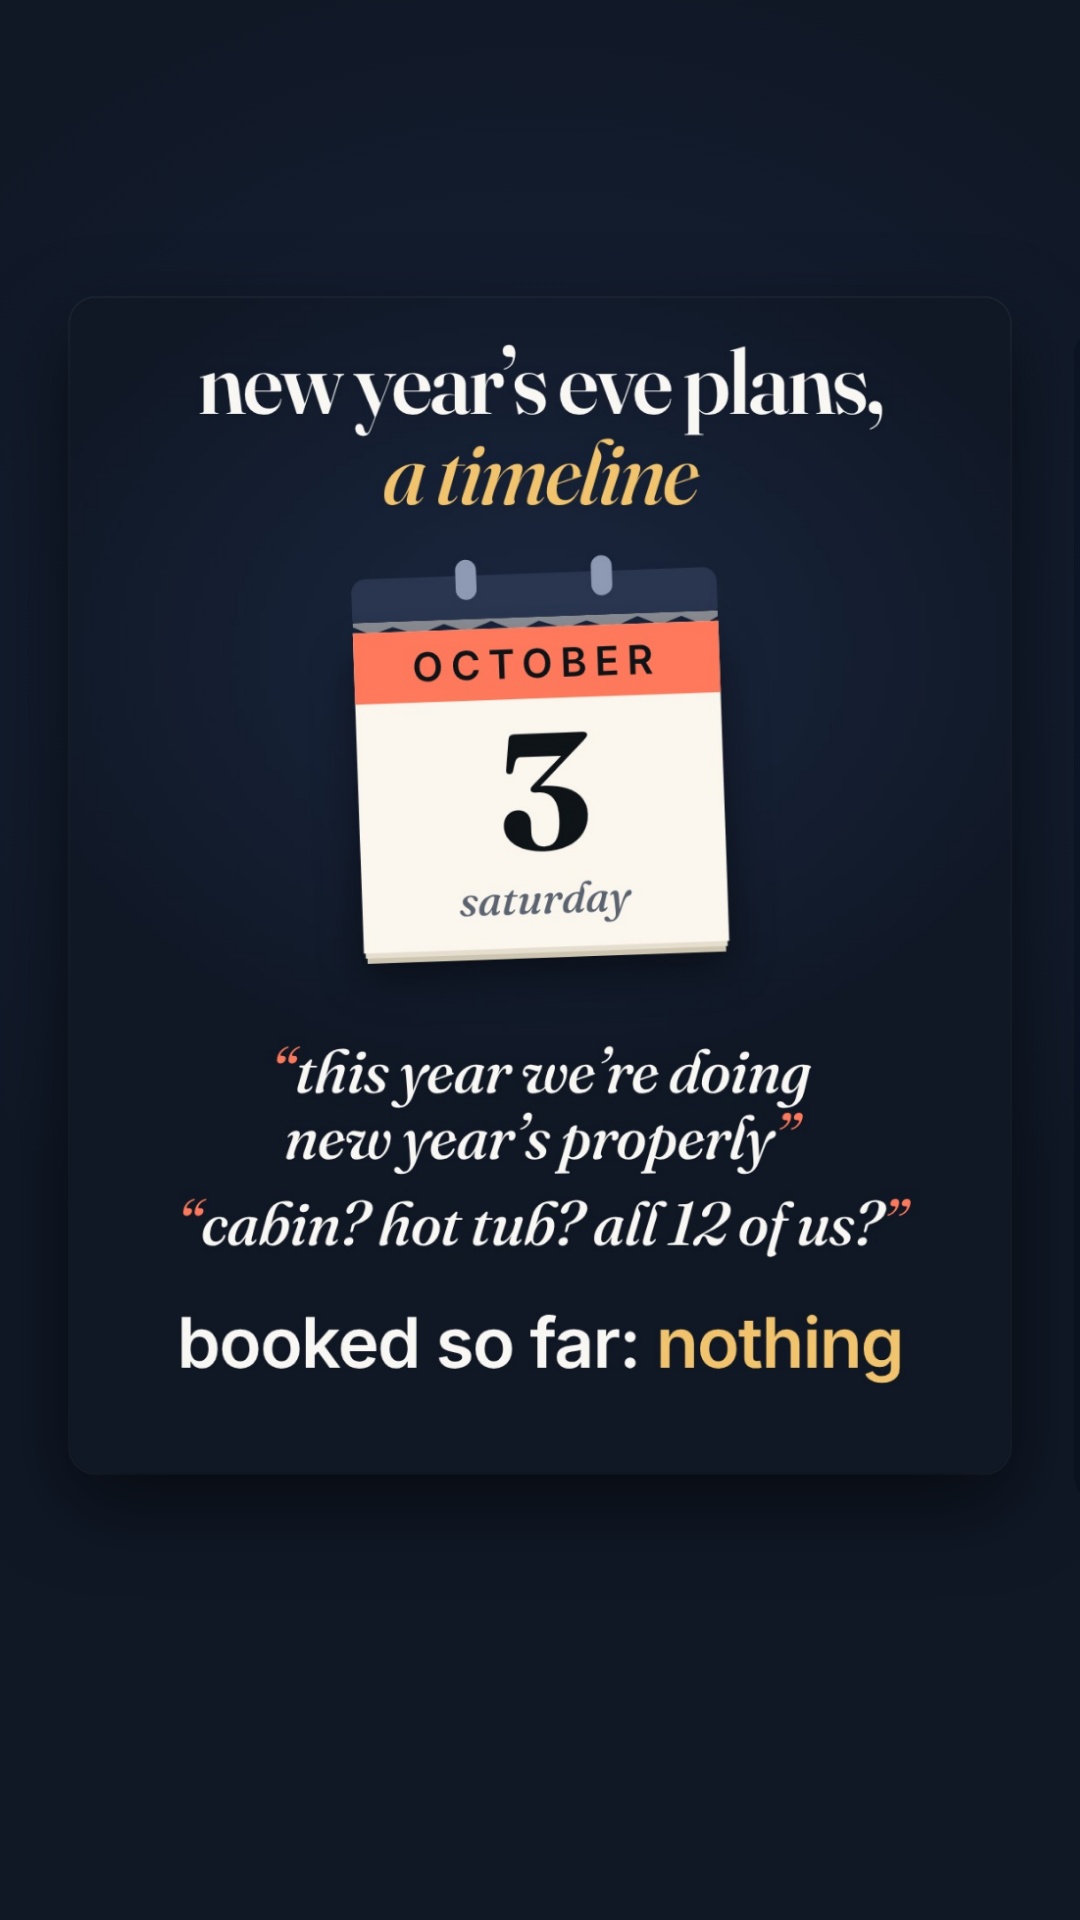 new year’s eve plans,
a timeline
OCTOBER
3
saturday
“this year we’re doing
new year’s properly”
“cabin? hot tub? all 12 of us?”
booked so far: nothing